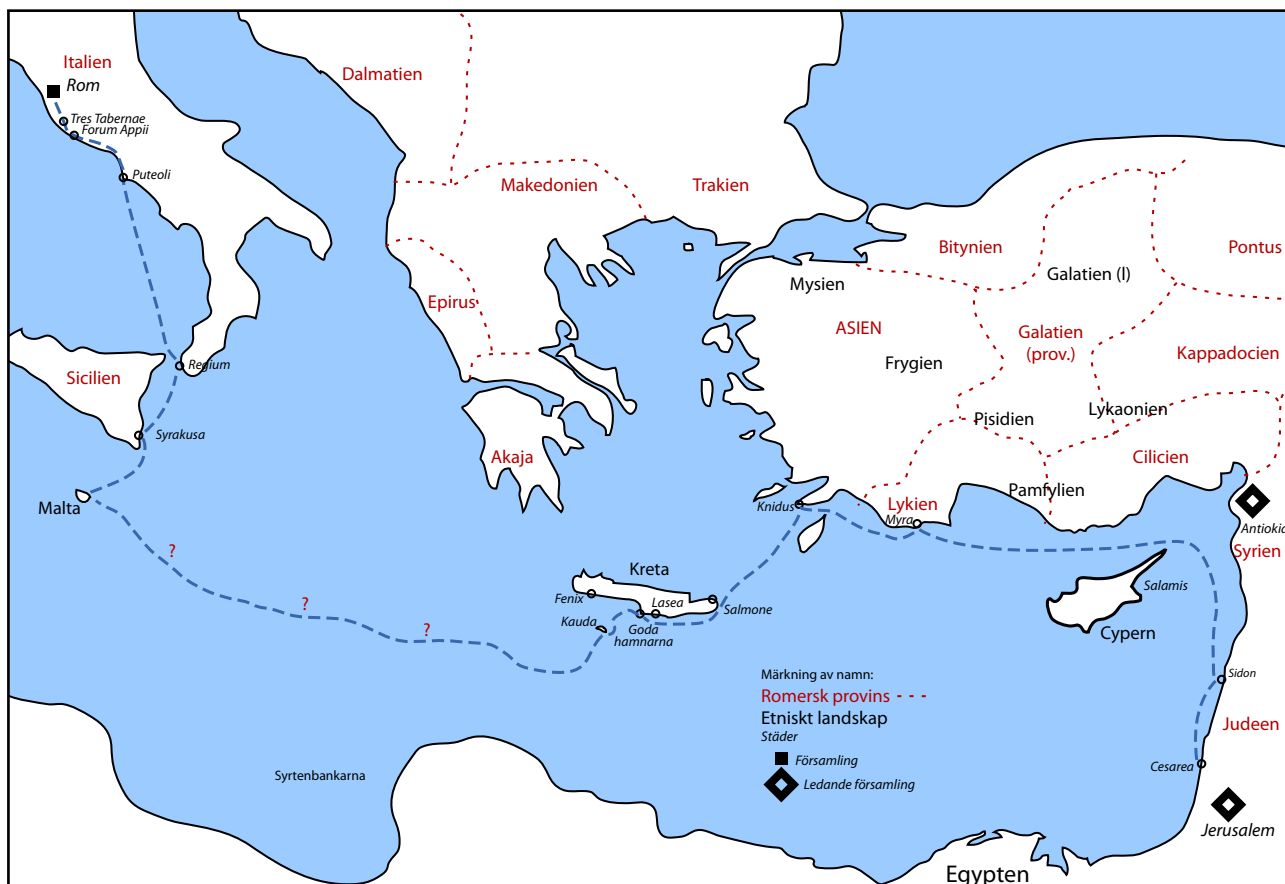 Italien
Rom
Tres Tabernae
Forum Appii
Puteoli
Dalmatien
Makedonien
Trakien
Epirus
Akaja
Sicilien
Regium
Syrakusa
Malta
?
?
?
Bitynien
Pontus
Galatien (l)
Mysien
ASIEN
Galatien
(prov.)
Kappadocien
Frygien
Pisidien
Lykaonien
Cilicien
Lykien
Pamfylien
Knidus
Myra
Antiokia
Syrien
Kreta
Fenix
Lasea
Salmone
Kauda
Goda
hamnarna
Salamis
Cypern
Sidon
Judeen
Cesarea
Jerusalem
Egypten
Syrtenbankarna
Märkning av namn:
Romersk provins - - -
Etniskt landskap
Städer
Församling
Ledande församling